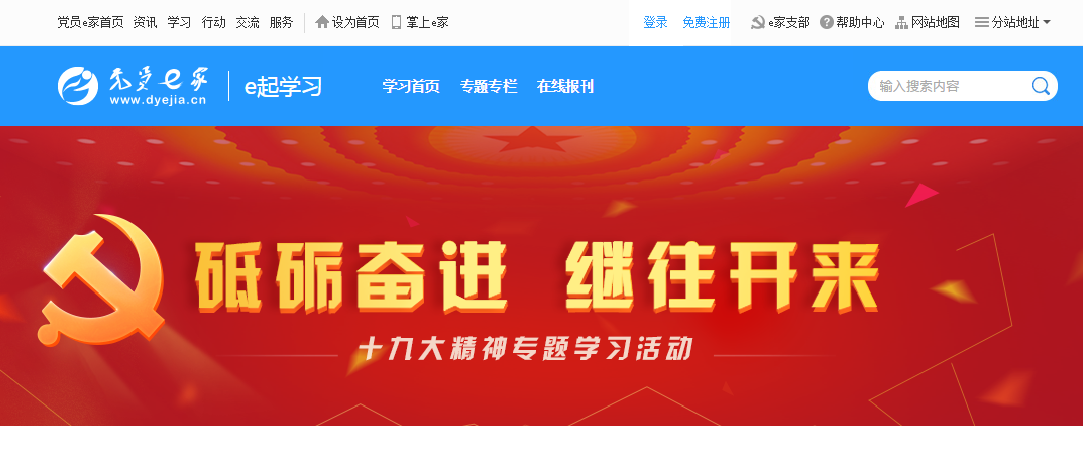 党员e家首页 资讯 学习 行动 交流 服务 设为首页 掌上e家 登录 免费注册 e家支部 帮助中心 网站地图 分站地址
党员e家 www.dyejia.cn e起学习 学习首页 专题专栏 在线报刊 输入搜索内容
砥砺奋进 继往开来
十九大精神专题学习活动